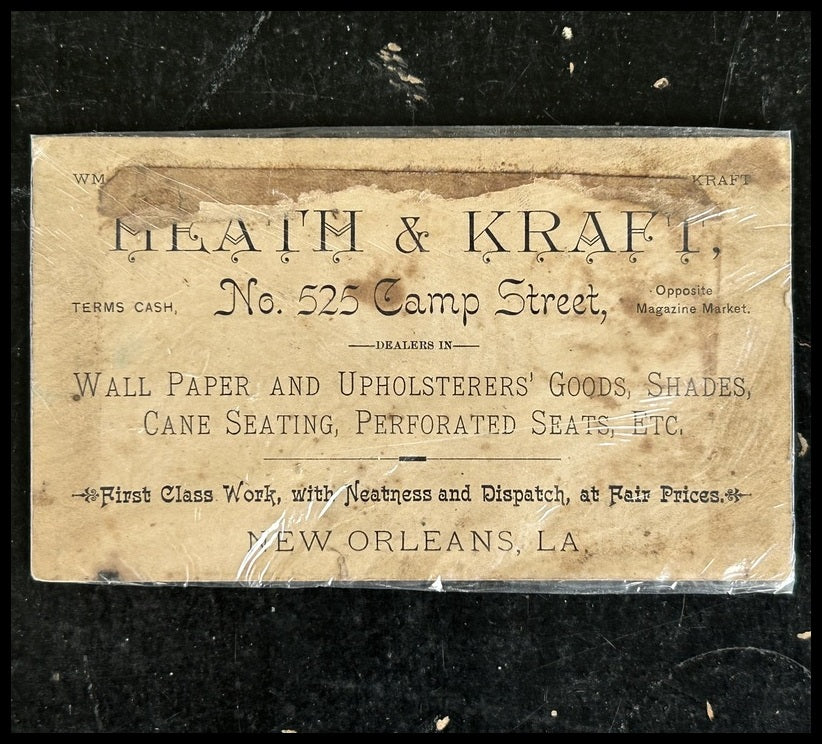 WM KRAFT
HEATH & KRAFT,
TERMS CASH, No. 525 Camp Street, Opposite Magazine Market.
DEALERS IN
WALL PAPER AND UPHOLSTERERS' GOODS, SHADES,
CANE SEATING, PERFORATED SEATS, ETC.
First Class Work, with Neatness and Dispatch, at Fair Prices.
NEW ORLEANS, LA.